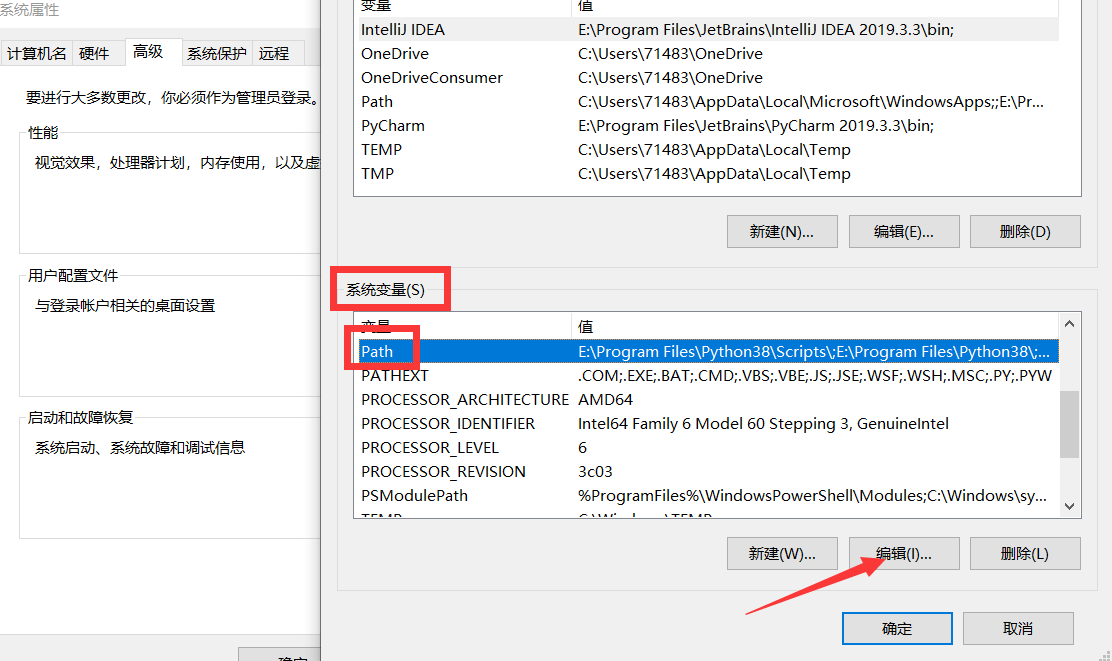 系统属性
计算机名
硬件
高级
系统保护
远程
要进行大多数更改，你必须作为管理员登录。
性能
视觉效果，处理器计划，内存使用，以及虚
用户配置文件
与登录帐户相关的桌面设置
启动和故障恢复
系统启动、系统故障和调试信息
确定
变量 值
IntelliJ IDEA E:\Program Files\JetBrains\IntelliJ IDEA 2019.3.3\bin;
OneDrive C:\Users\71483\OneDrive
OneDriveConsumer C:\Users\71483\OneDrive
Path C:\Users\71483\AppData\Local\Microsoft\WindowsApps;;E:\Pr...
PyCharm E:\Program Files\JetBrains\PyCharm 2019.3.3\bin;
TEMP C:\Users\71483\AppData\Local\Temp
TMP C:\Users\71483\AppData\Local\Temp
新建(N)... 编辑(E)... 删除(D)
系统变量(S)
变量 值
Path E:\Program Files\Python38\Scripts\;E:\Program Files\Python38\;...
PATHEXT .COM;.EXE;.BAT;.CMD;.VBS;.VBE;.JS;.JSE;.WSF;.WSH;.MSC;.PY;.PYW
PROCESSOR_ARCHITECTURE AMD64
PROCESSOR_IDENTIFIER Intel64 Family 6 Model 60 Stepping 3, GenuineIntel
PROCESSOR_LEVEL 6
PROCESSOR_REVISION 3c03
PSModulePath %ProgramFiles%\WindowsPowerShell\Modules;C:\Windows\sy...
TEMP C:\Windows\TEMP
新建(W)... 编辑(I)... 删除(L)
确定 取消